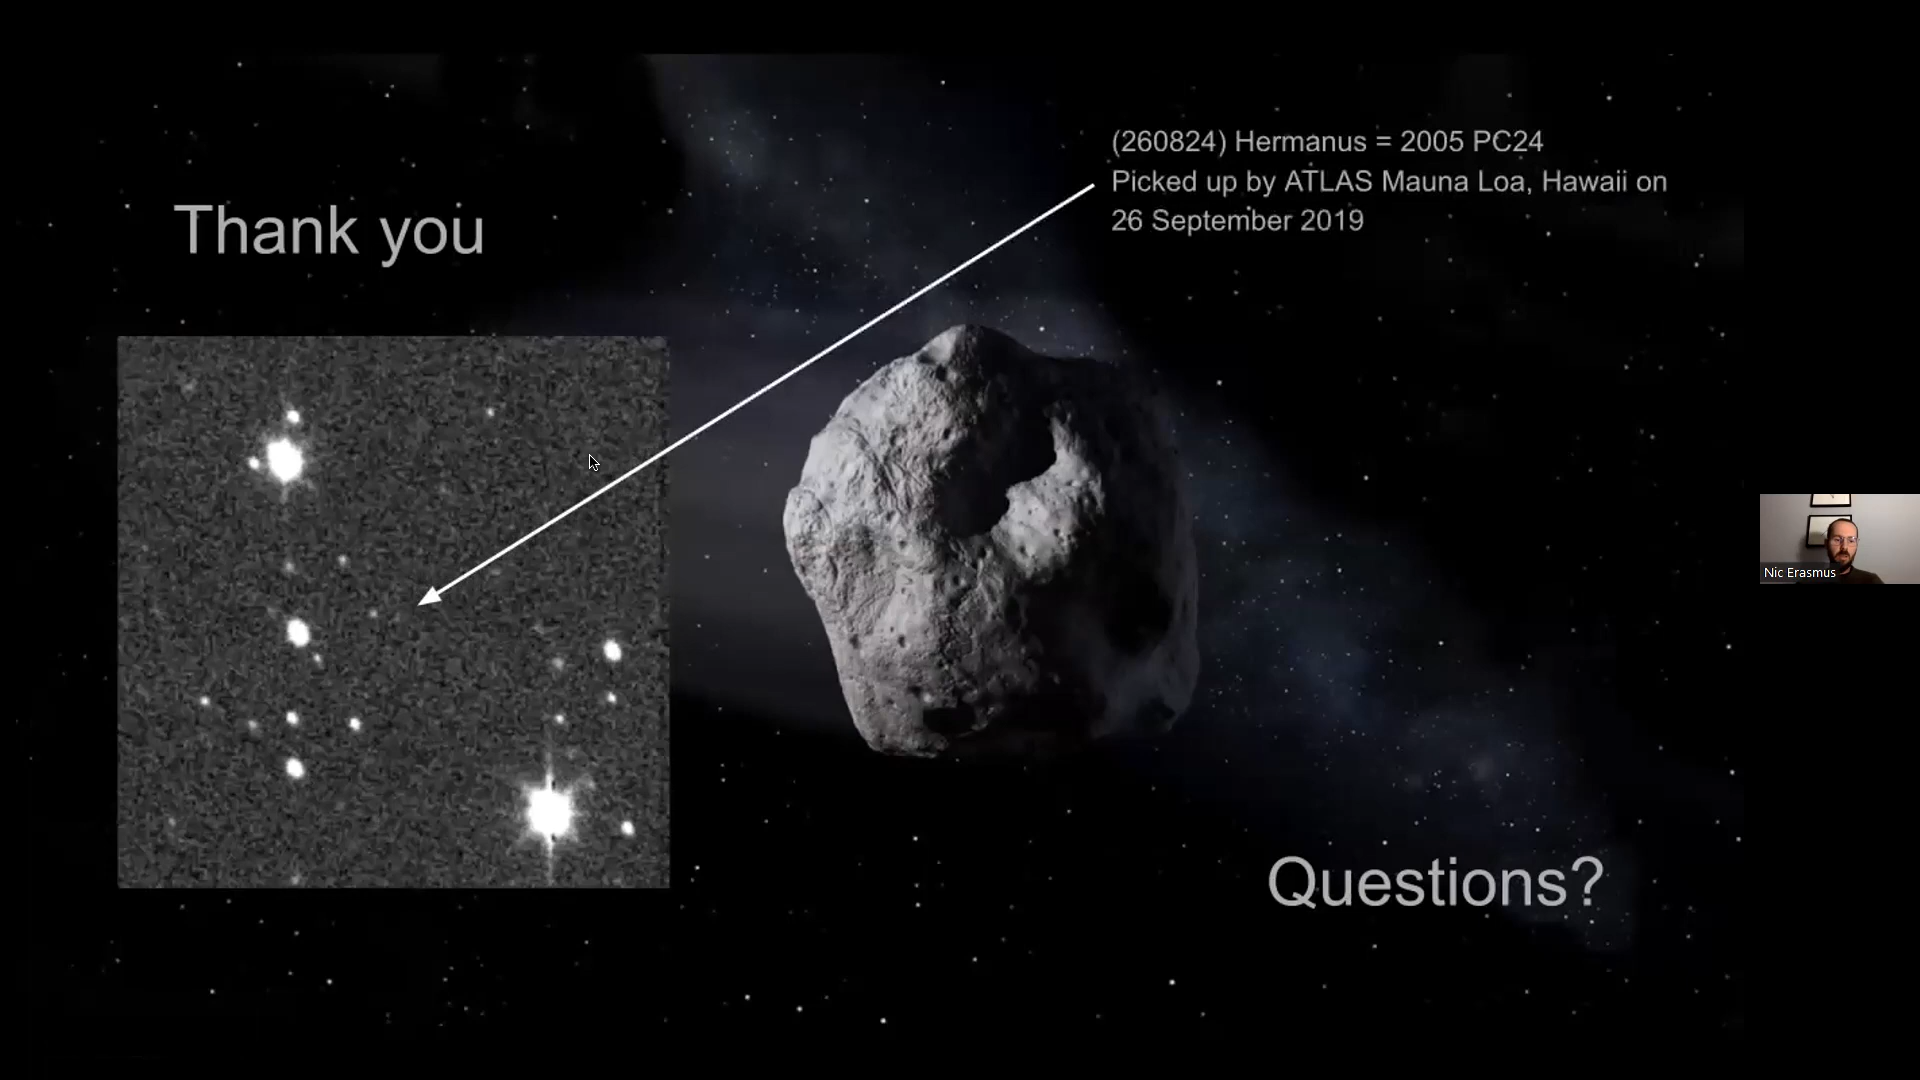 (260824) Hermanus = 2005 PC24
Picked up by ATLAS Mauna Loa, Hawaii on
26 September 2019
Thank you
Nic Erasmus
Questions?